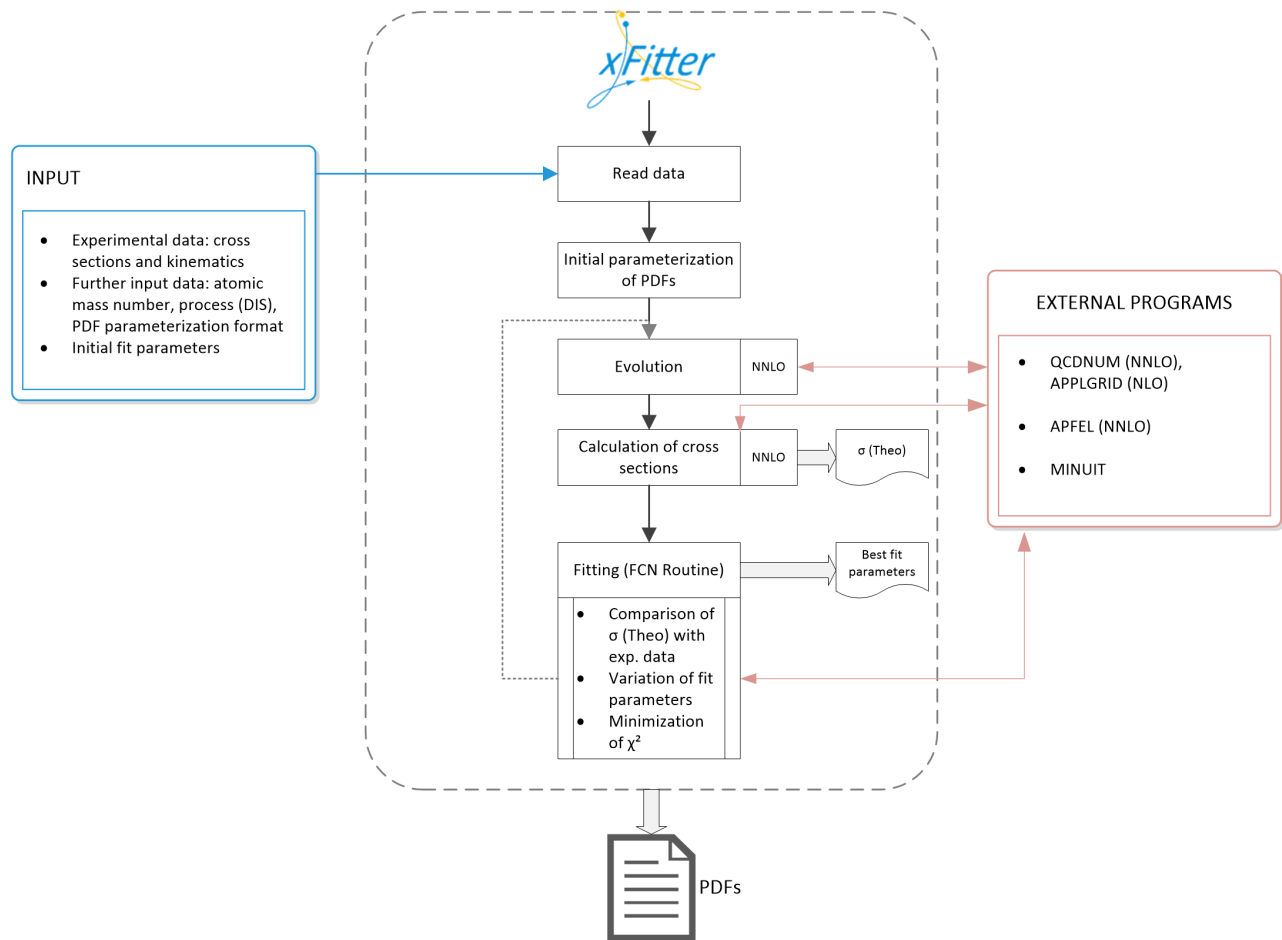 xFitter
INPUT
• Experimental data: cross
sections and kinematics
• Further input data: atomic
mass number, process (DIS),
PDF parameterization format
• Initial fit parameters
Read data
Initial parameterization
of PDFs
Evolution
NNLO
Calculation of cross
sections
NNLO
σ (Theo)
Fitting (FCN Routine)
Best fit
parameters
• Comparison of
σ (Theo) with
exp. data
• Variation of fit
parameters
• Minimization
of χ²
EXTERNAL PROGRAMS
• QCDNUM (NNLO),
APPLGRID (NLO)
• APFEL (NNLO)
• MINUIT
PDFs